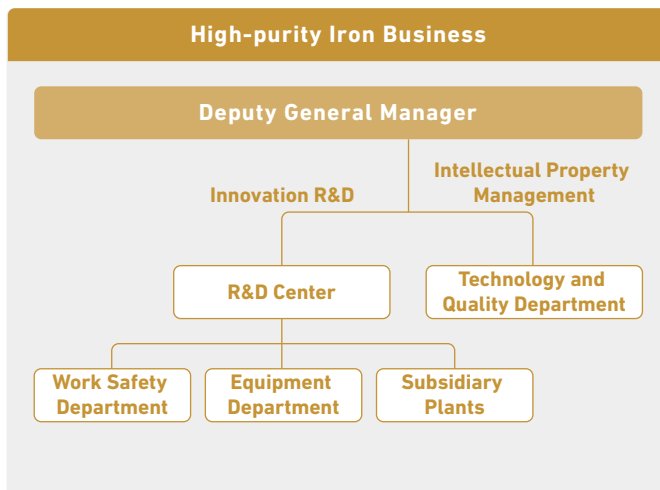 High-purity Iron Business
Deputy General Manager
Innovation R&D
Intellectual Property
Management
R&D Center
Technology and
Quality Department
Work Safety
Department
Equipment
Department
Subsidiary
Plants